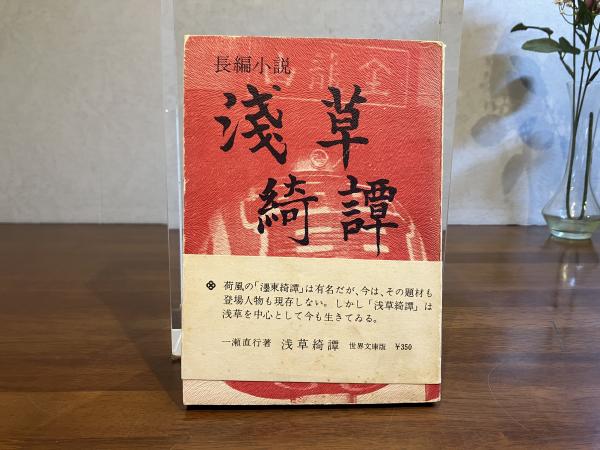 長編小説
淺草
綺譚
荷風の「濹東綺譚」は有名だが、今は、その題材も
登場人物も現存しない。しかし「浅草綺譚」は
浅草を中心として今も生きてゐる。
一瀬直行著 浅草綺譚 世界文庫版 ¥350